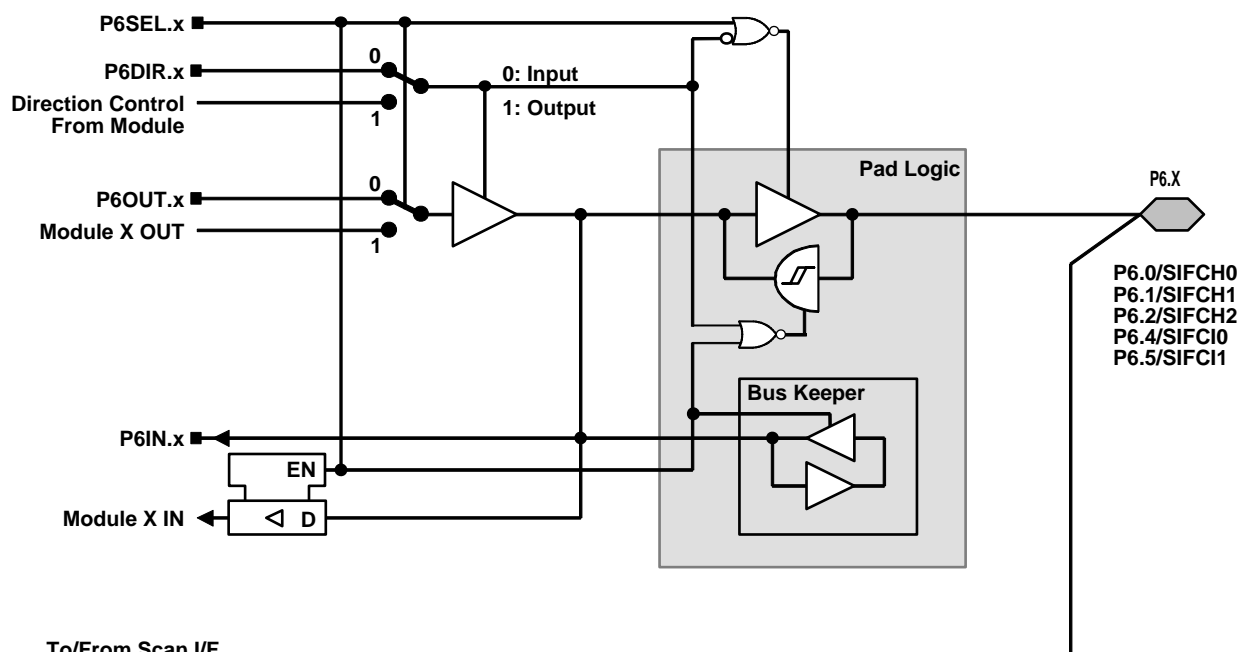 P6SEL.x
P6DIR.x
0
0: Input
Direction Control
From Module
1
1: Output
Pad Logic
P6.X
P6OUT.x
0
Module X OUT
1
P6.0/SIFCH0
P6.1/SIFCH1
P6.2/SIFCH2
P6.4/SIFCI0
P6.5/SIFCI1
Bus Keeper
P6IN.x
EN
Module X IN
D
To/From Scan I/F